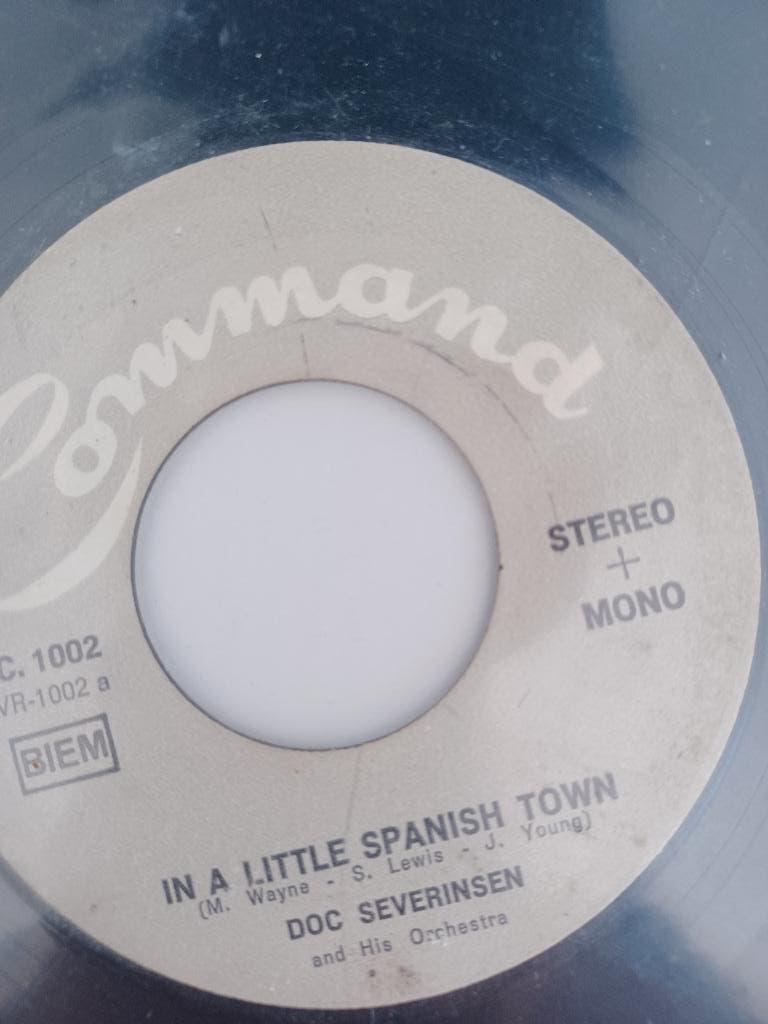 Command
STEREO
+
MONO
C. 1002
VR-1002 a
BIEM
IN A LITTLE SPANISH TOWN
(M. Wayne - S. Lewis - J. Young)
DOC SEVERINSEN
and His Orchestra